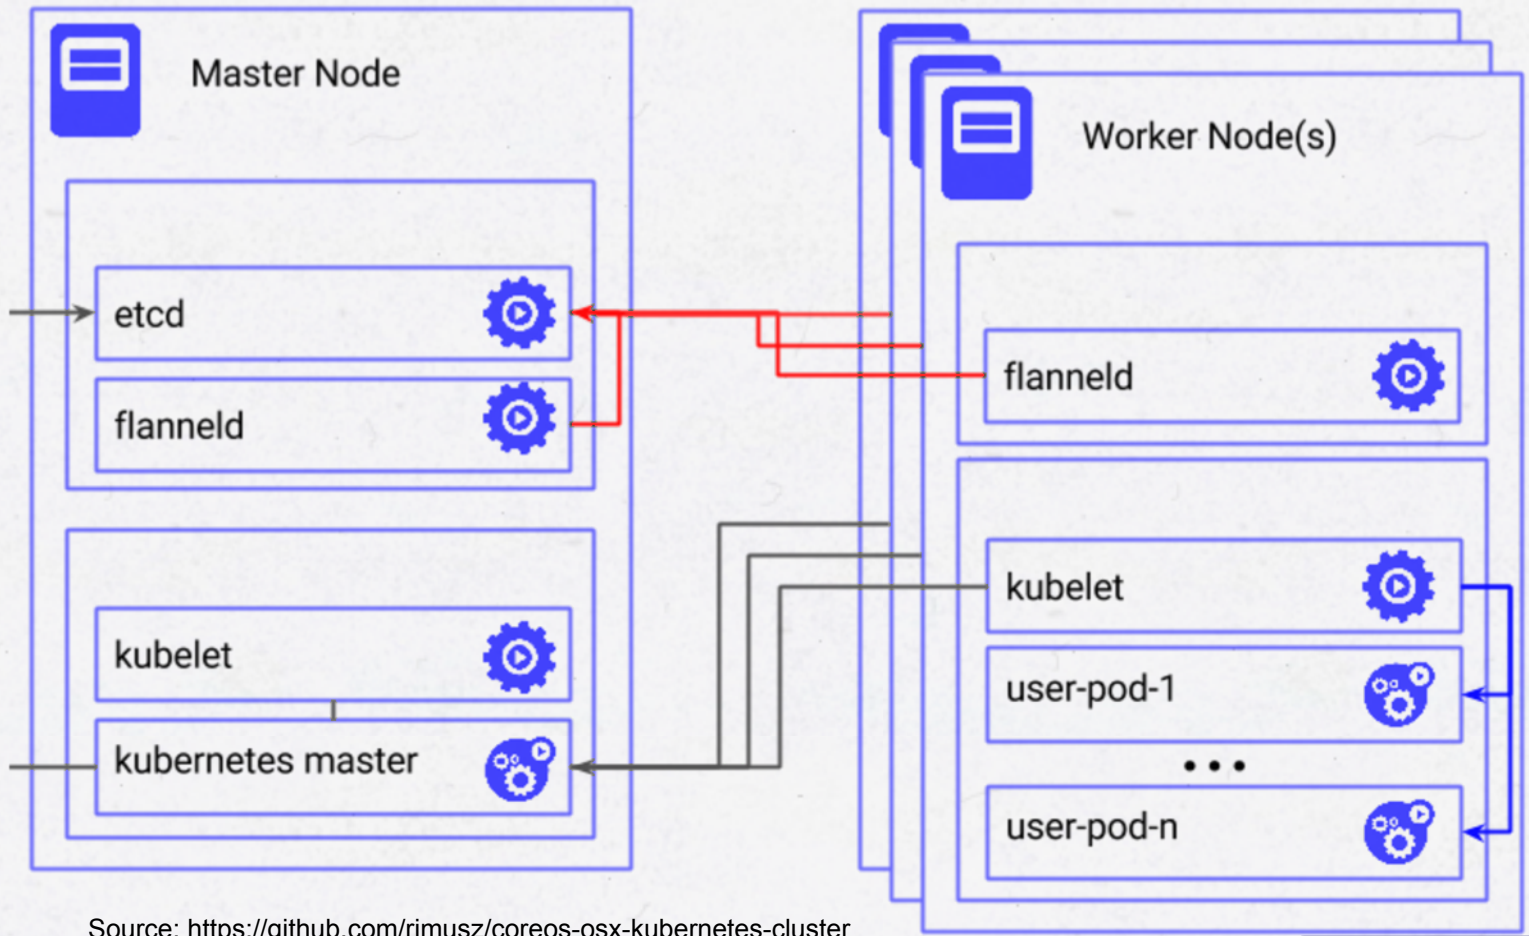 Master Node
etcd
flanneld
kubelet
kubernetes master
Worker Node(s)
flanneld
kubelet
user-pod-1
...
user-pod-n
Source: https://github.com/rimusz/coreos-osx-kubernetes-cluster